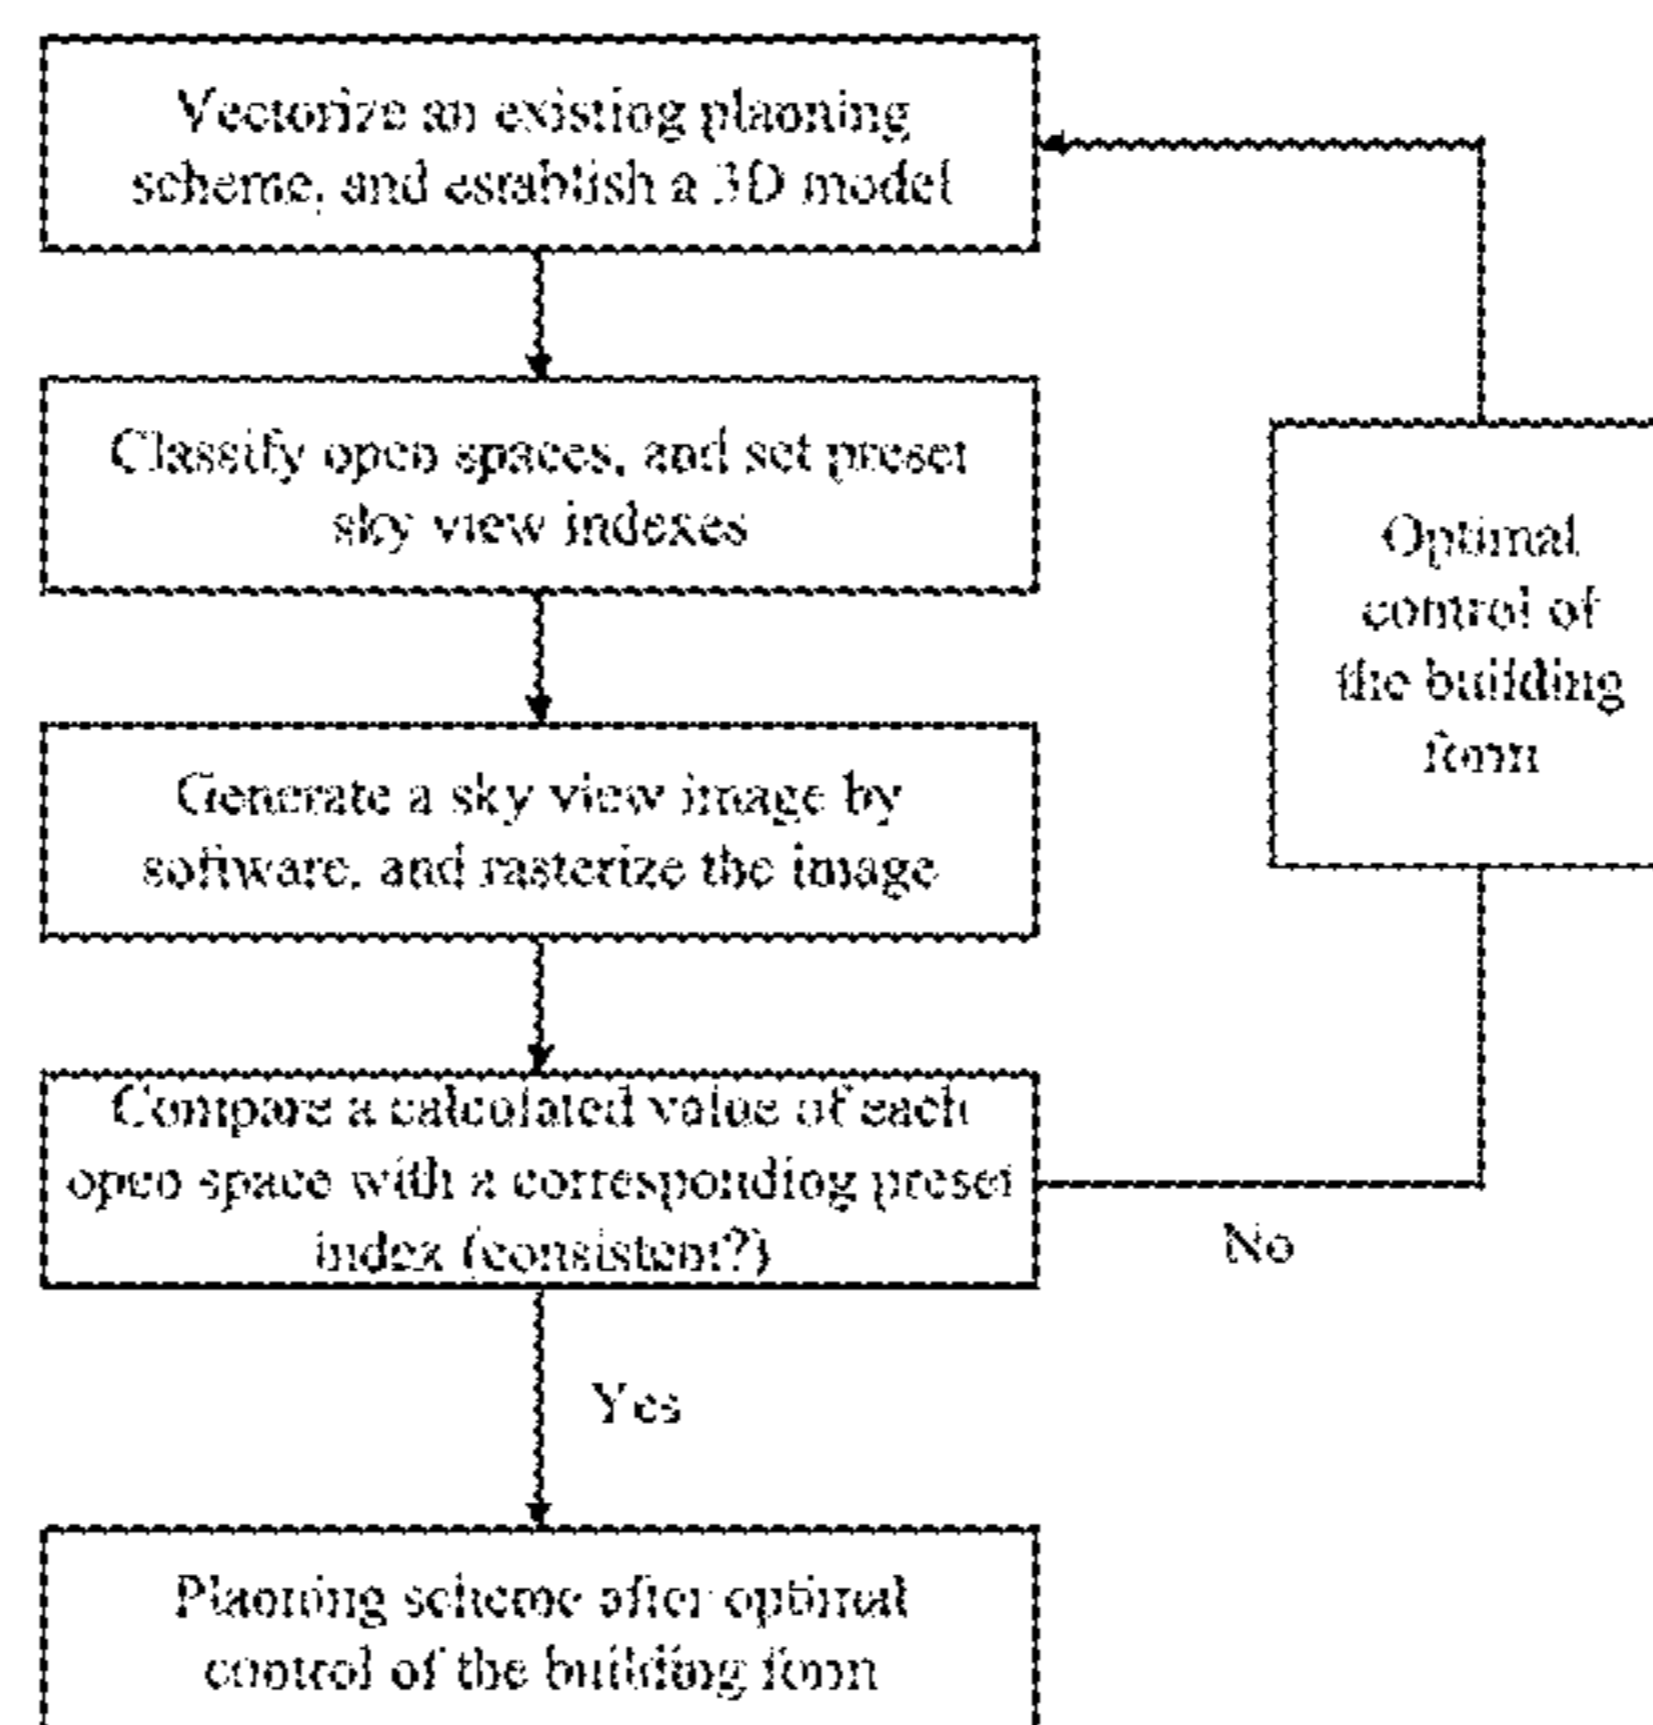 Vectorize an existing planning
scheme, and establish a 3D model
Classify open spaces, and set preset
sky view indexes
Generate a sky view image by
software, and rasterize the image
Compare a calculated value of each
open space with a corresponding preset
index (consistent?)
No
Optimal
control of
the building
form
Yes
Planning scheme after optimal
control of the building form